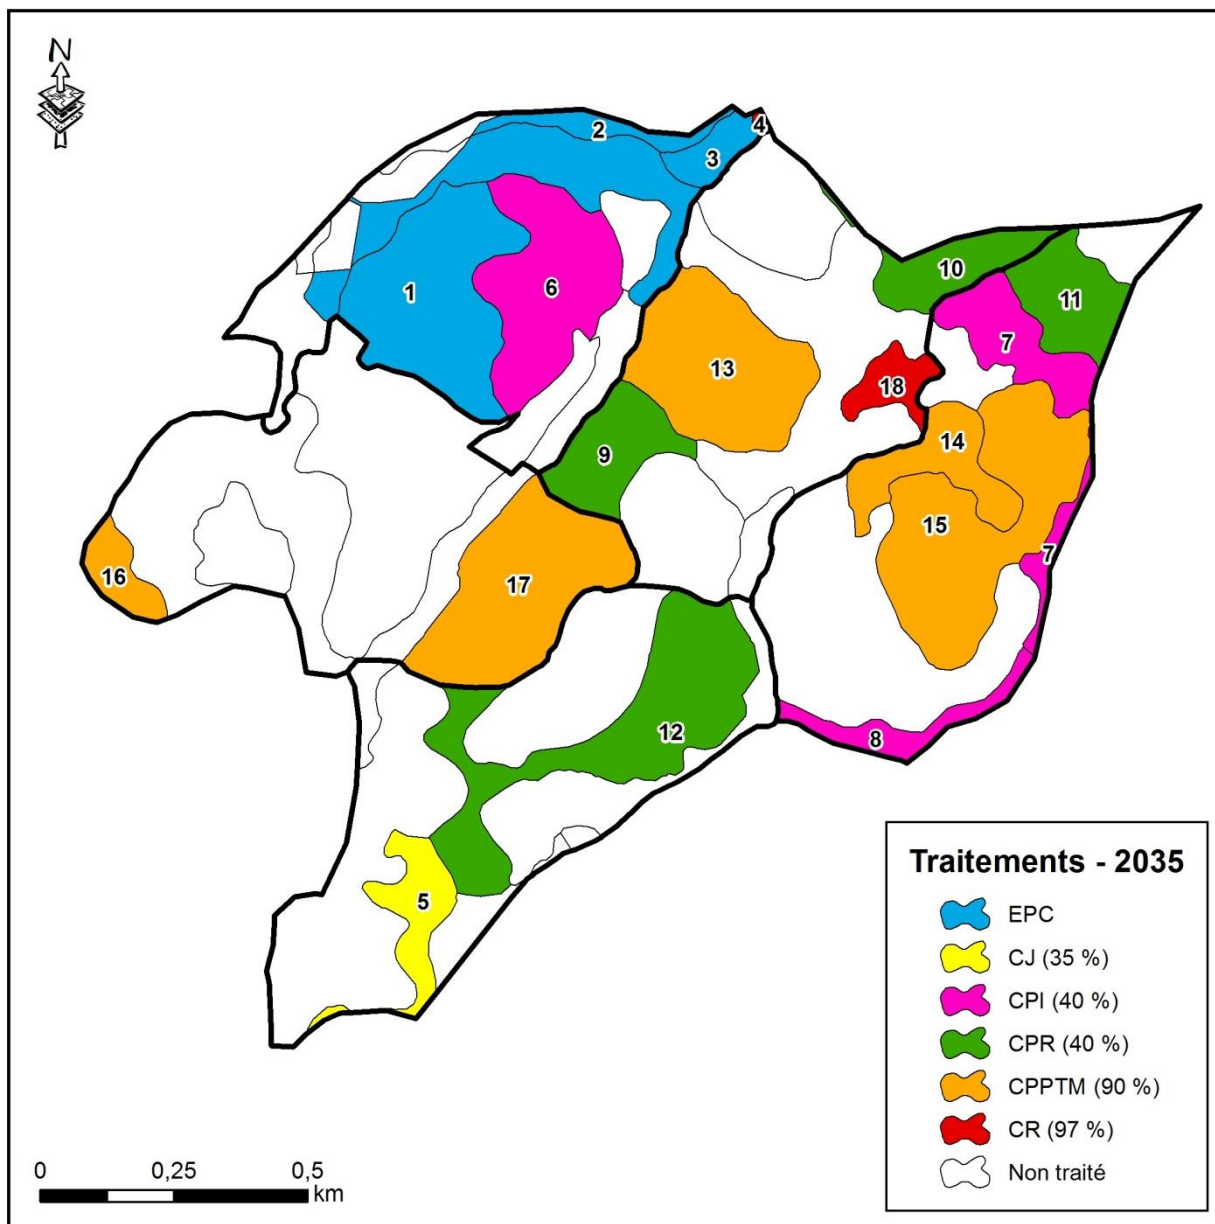 N
2
4
3
1
6
10
11
7
13
18
9
14
15
16
17
7
12
8
5
Traitements - 2035
EPC
CJ (35 %)
CPI (40 %)
CPR (40 %)
CPPTM (90 %)
CR (97 %)
Non traité
0 0,25 0,5
km